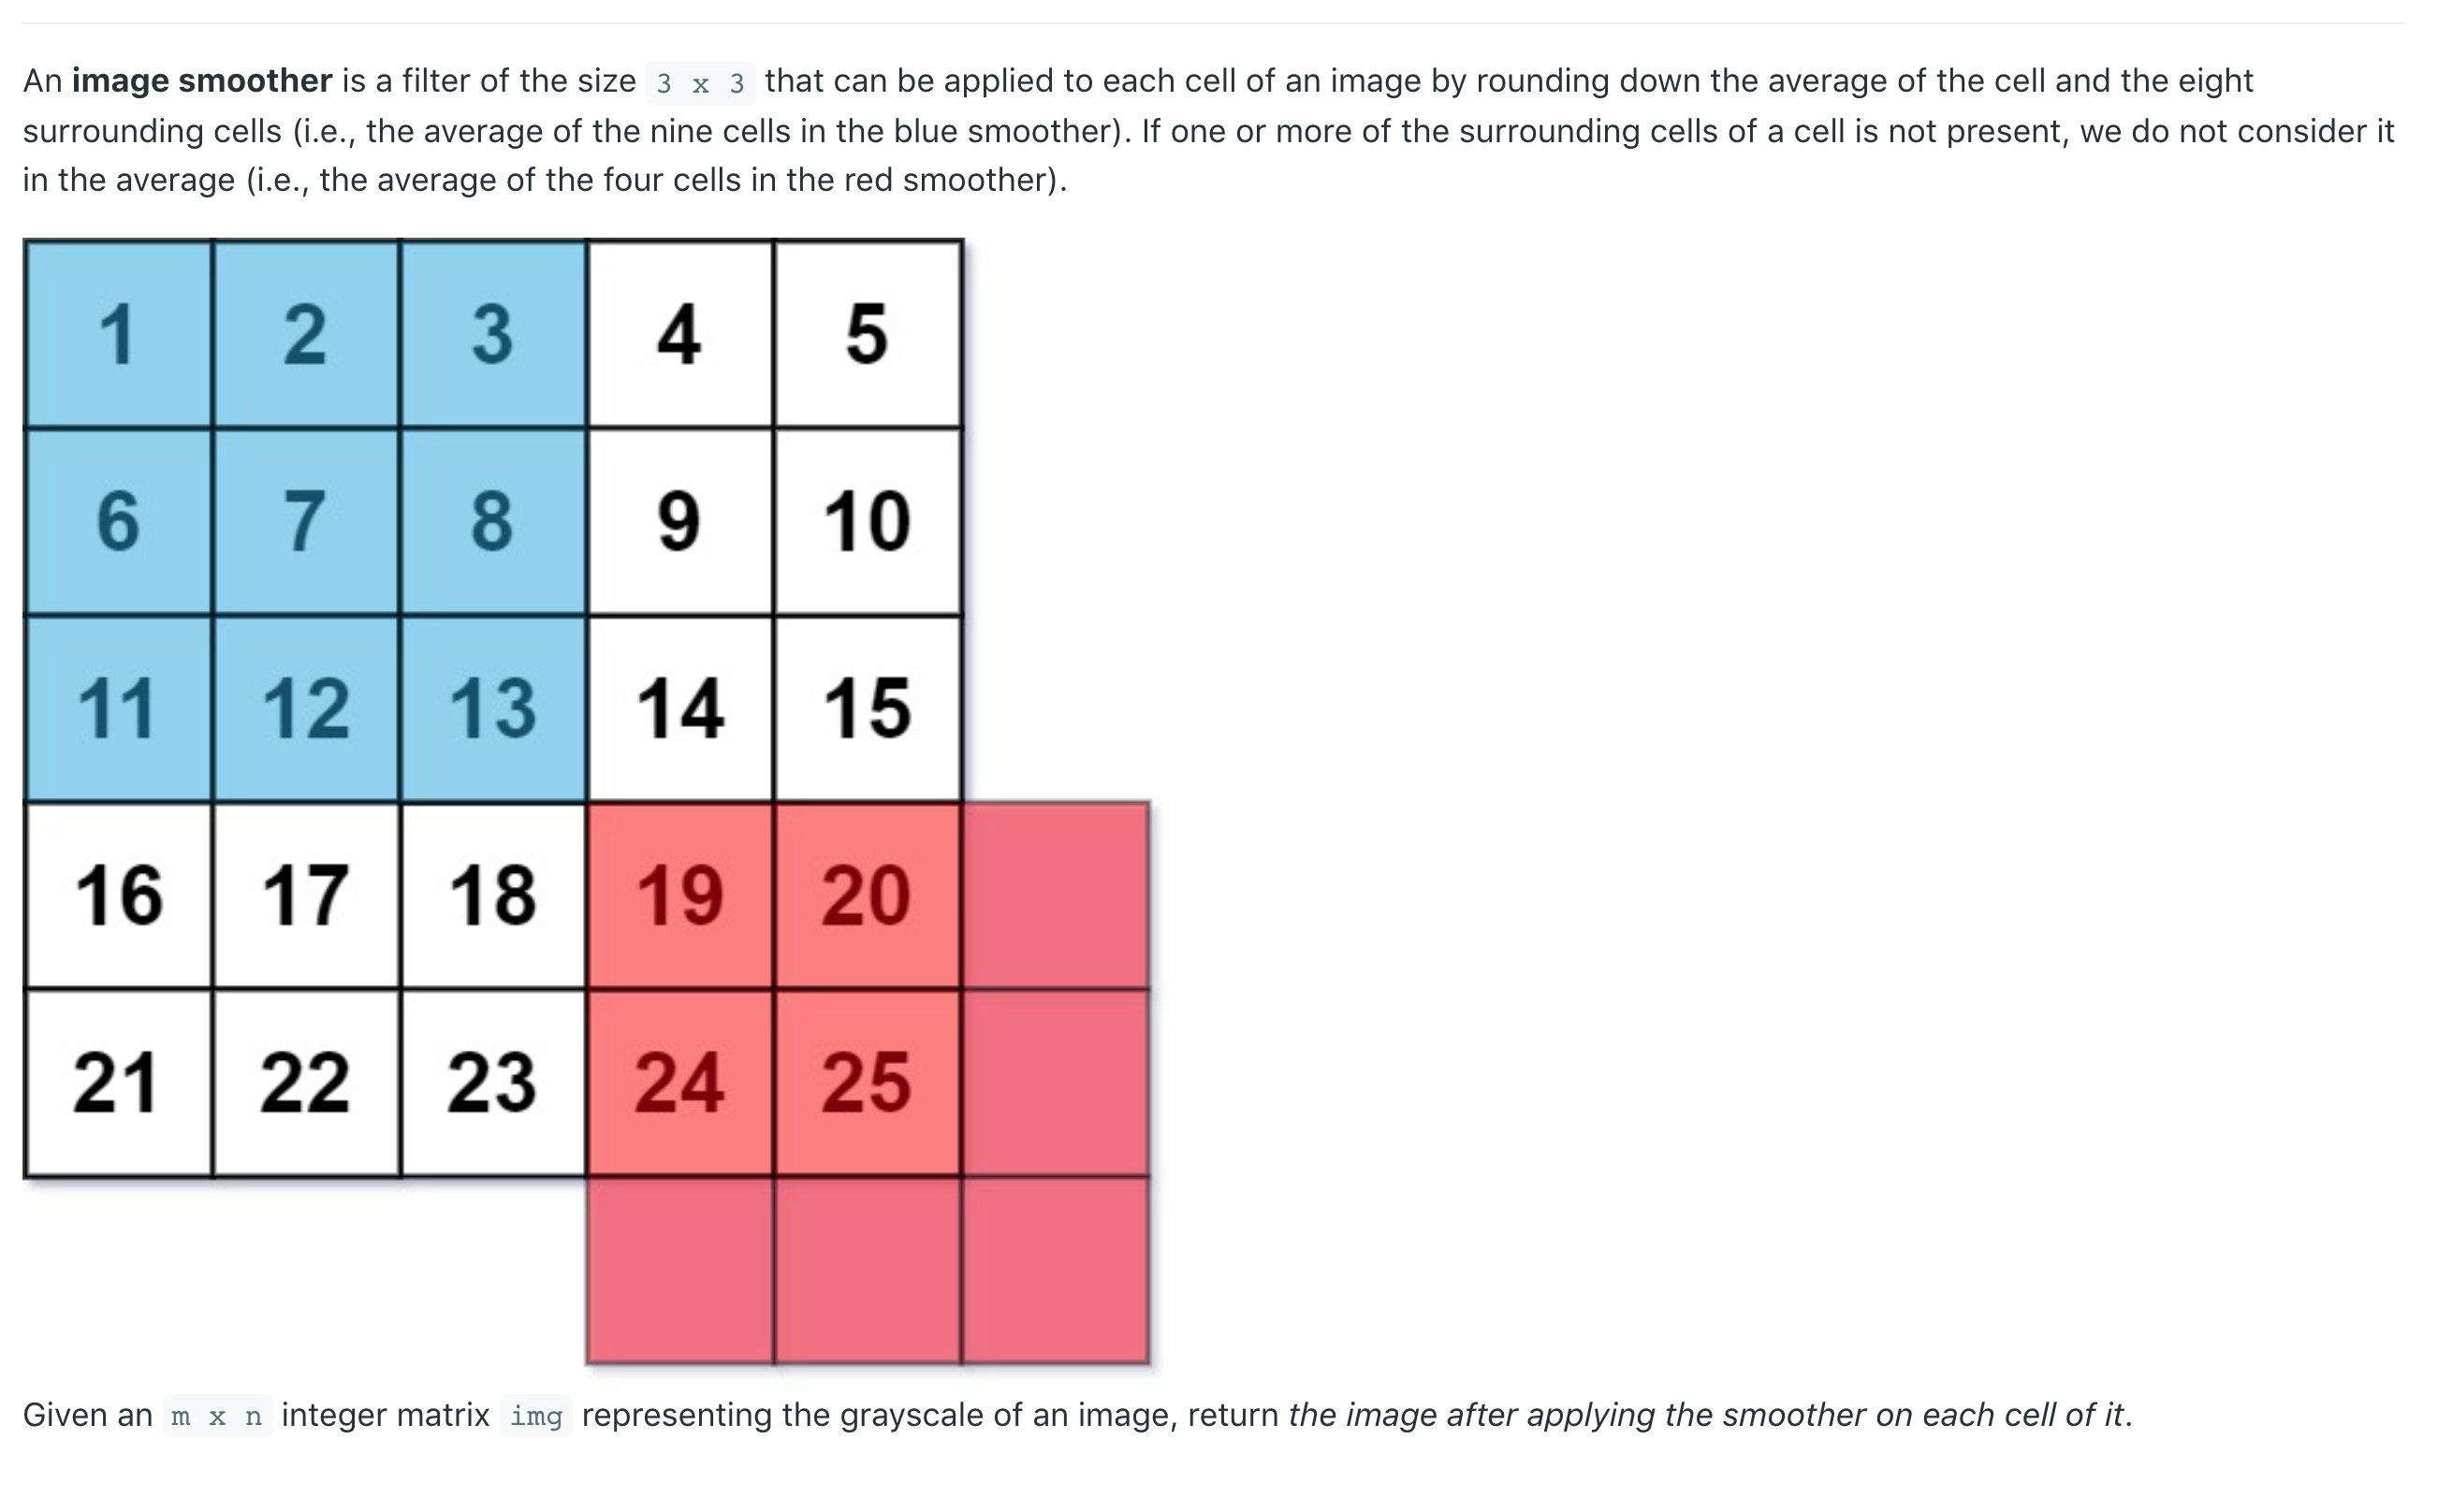 An image smoother is a filter of the size 3 x 3 that can be applied to each cell of an image by rounding down the average of the cell and the eight
surrounding cells (i.e., the average of the nine cells in the blue smoother). If one or more of the surrounding cells of a cell is not present, we do not consider it
in the average (i.e., the average of the four cells in the red smoother).
1 2 3 4 5
6 7 8 9 10
11 12 13 14 15
16 17 18 19 20
21 22 23 24 25
Given an m x n integer matrix img representing the grayscale of an image, return the image after applying the smoother on each cell of it.